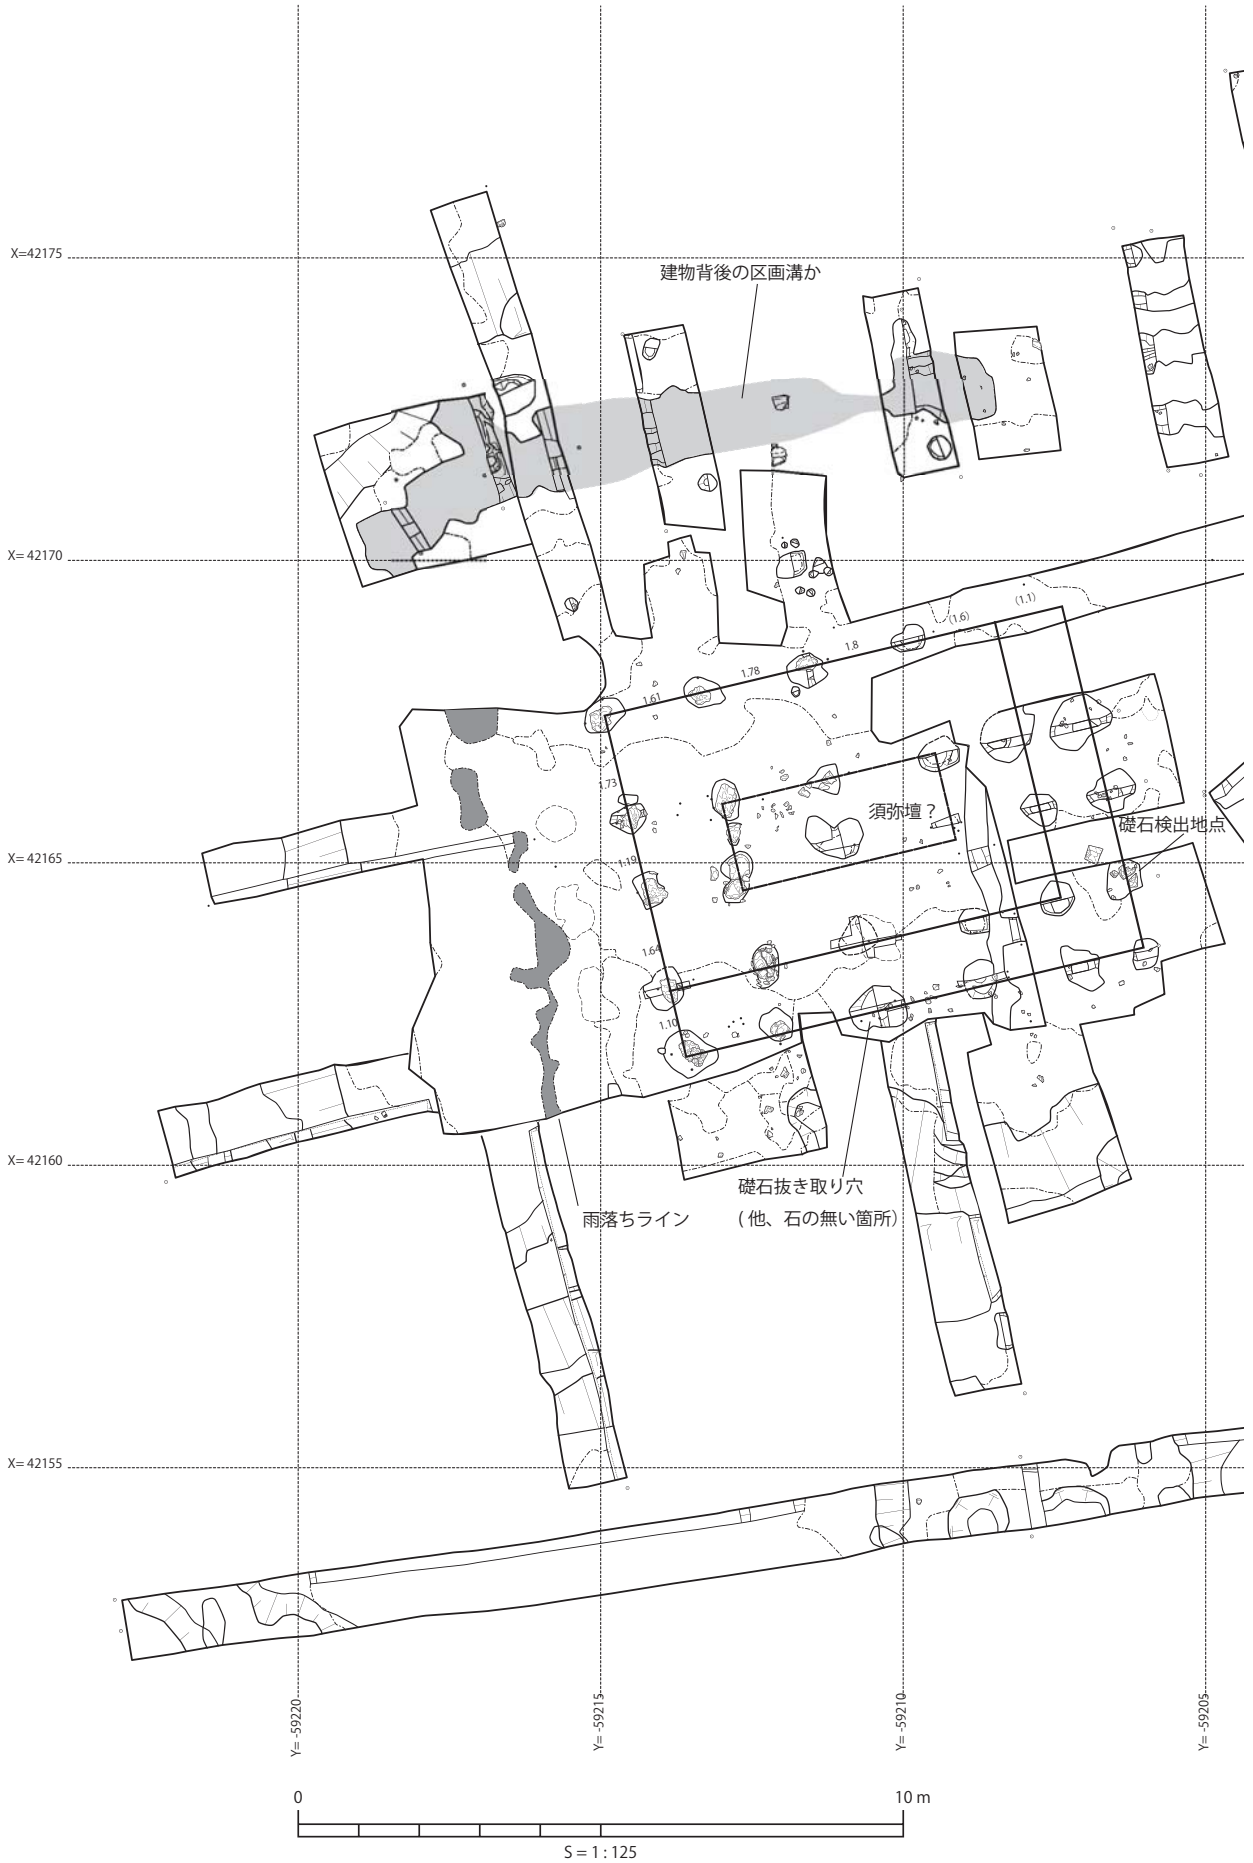 X=42175
建物背後の区画溝か
X= 42170
(1.1)
(1.6)
1.8
1.78
1.61
1.73
須弥壇？
礎石検出地点
X= 42165
1.19
1.64
1.10
X= 42160
礎石抜き取り穴
雨落ちライン
( 他、石の無い箇所）
X= 42155
Y= -59220
Y= -59215
Y= -59210
Y= -59205
0
10 m
S = 1 : 125